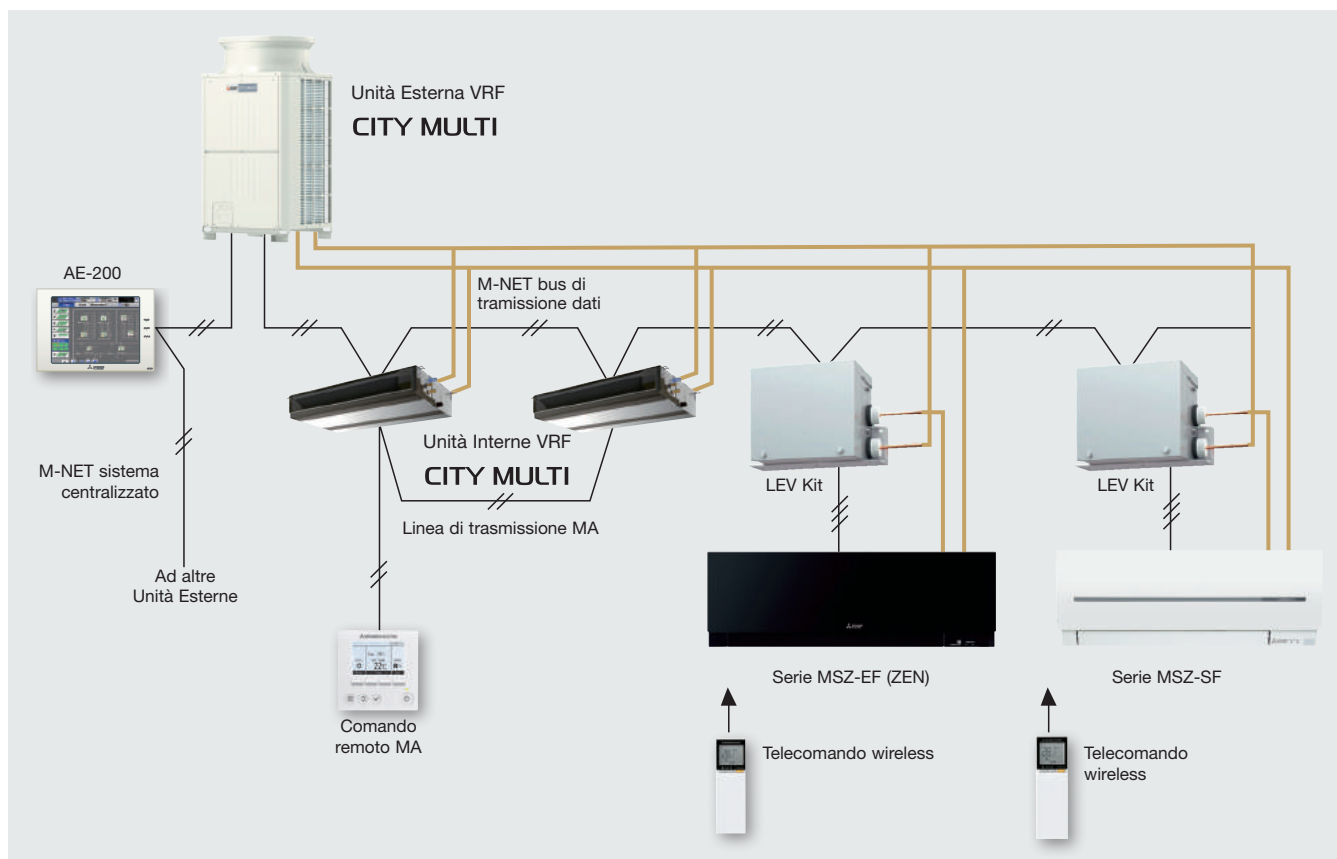 Unità Esterna VRF
CITY MULTI
AE-200
M-NET bus di
tramissione dati
Unità Interne VRF
CITY MULTI
M-NET sistema
centralizzato
LEV Kit
LEV Kit
Linea di trasmissione MA
Ad altre
Unità Esterne
22°C
Serie MSZ-EF (ZEN)
Serie MSZ-SF
Comando
remoto MA
Telecomando wireless
Telecomando
wireless